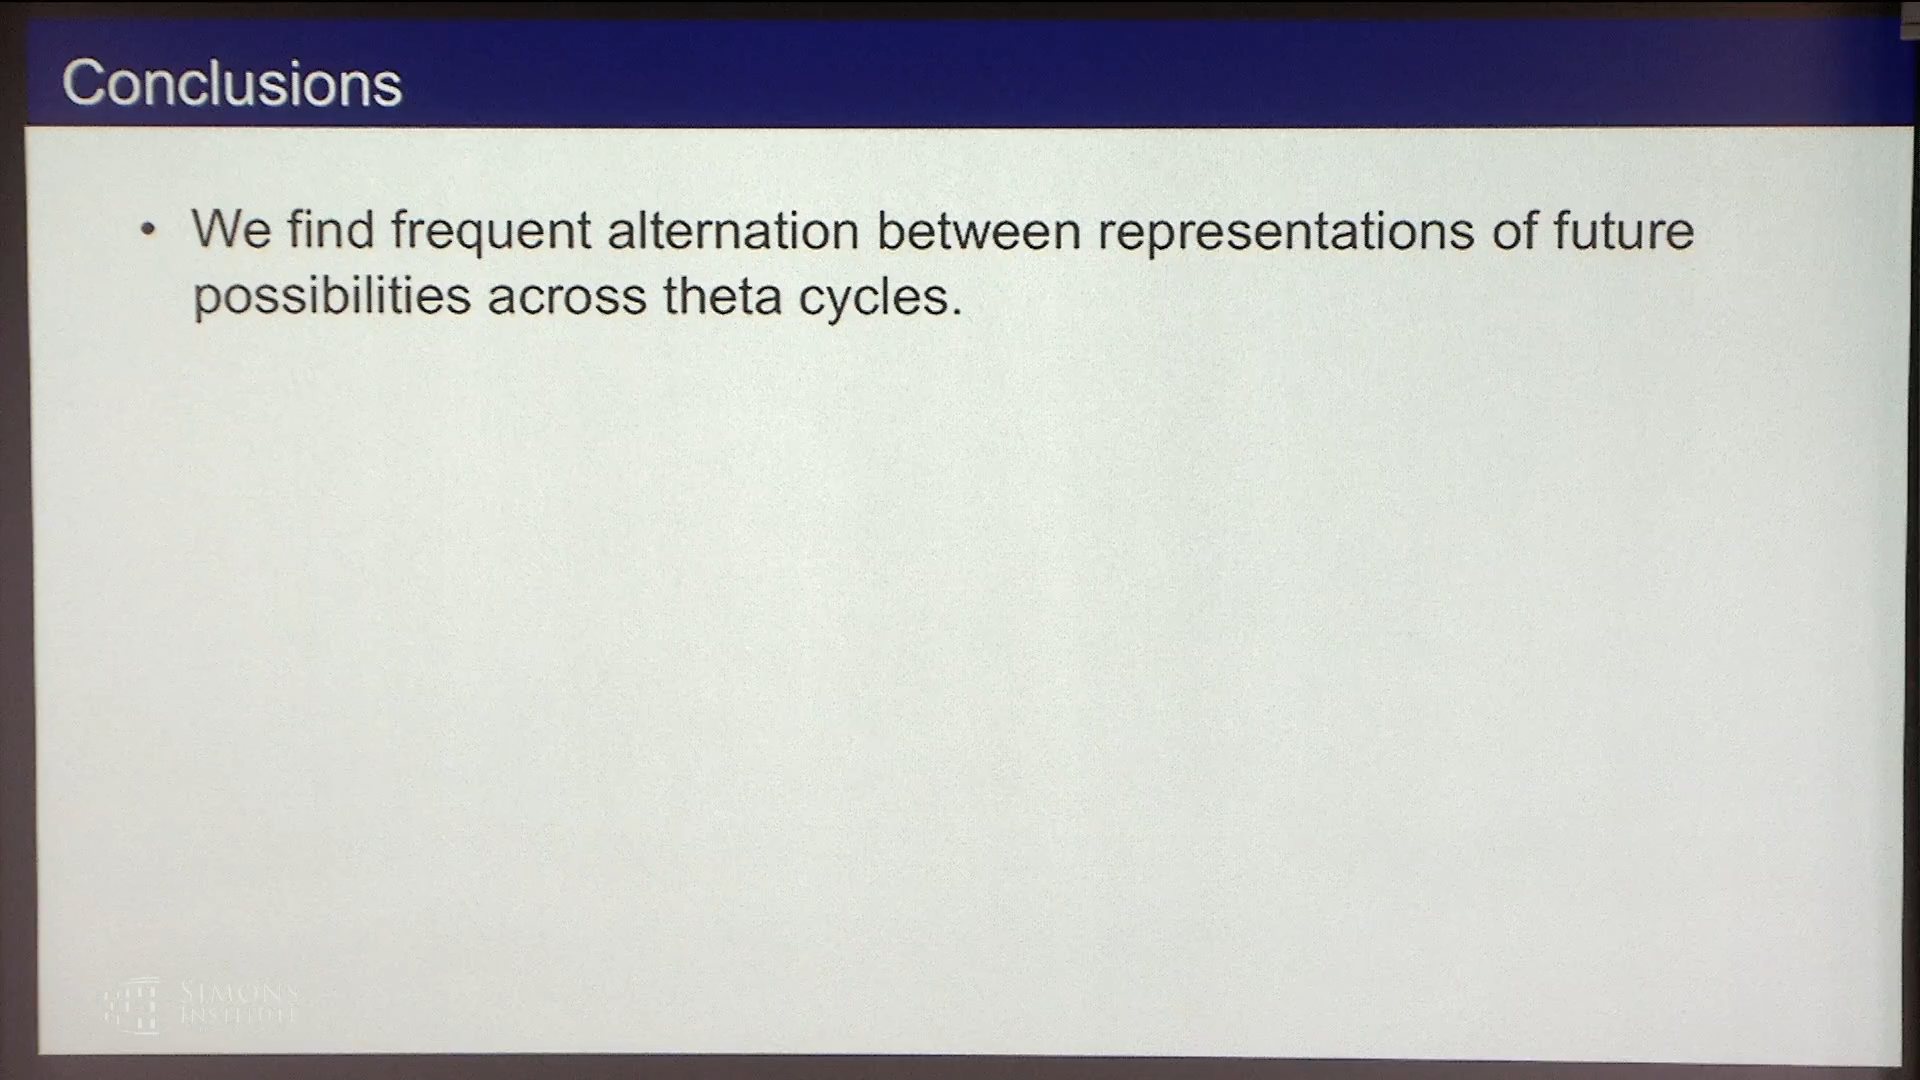 Conclusions
• We find frequent alternation between representations of future
possibilities across theta cycles.
SIMONS
INSTITUTE